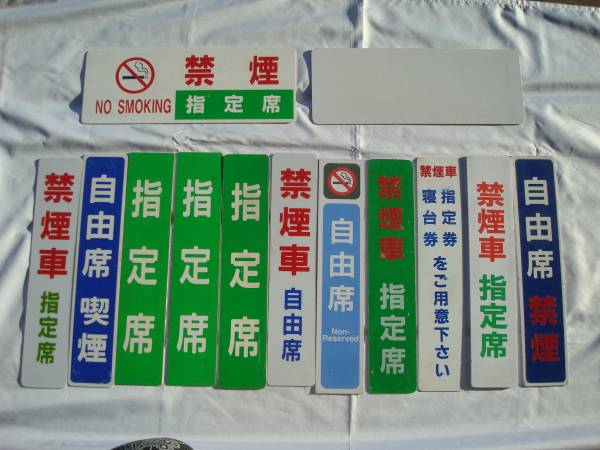 禁煙
NO SMOKING
指定席
禁煙車 指定席
自由席 喫煙
指定席
指定席
指定席
禁煙車 自由席
自由席
Non-
Reserved
禁煙車 指定席
禁煙車
指定券
寝台券
をご用意下さい
禁煙車 指定席
自由席 禁煙